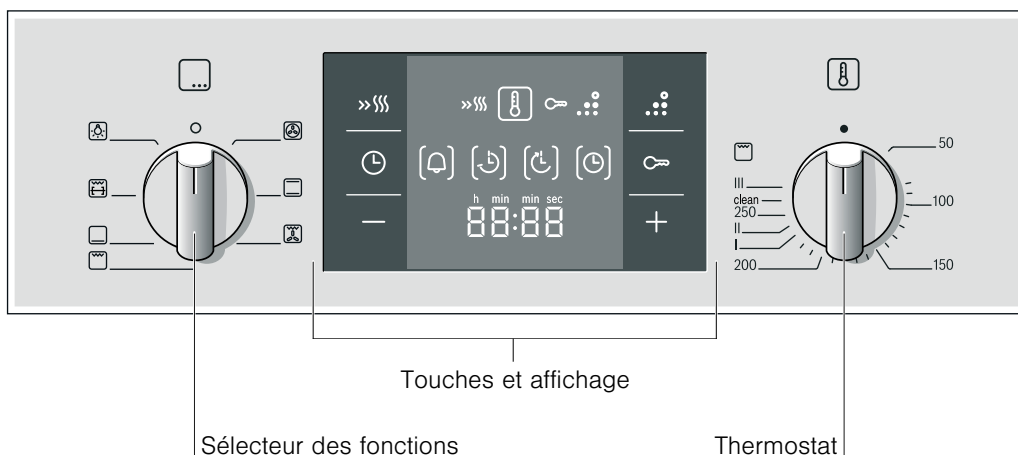 h min min sec
88:88
50
100
150
200
I
II
250
clean
III
Touches et affichage
Sélecteur des fonctions
Thermostat